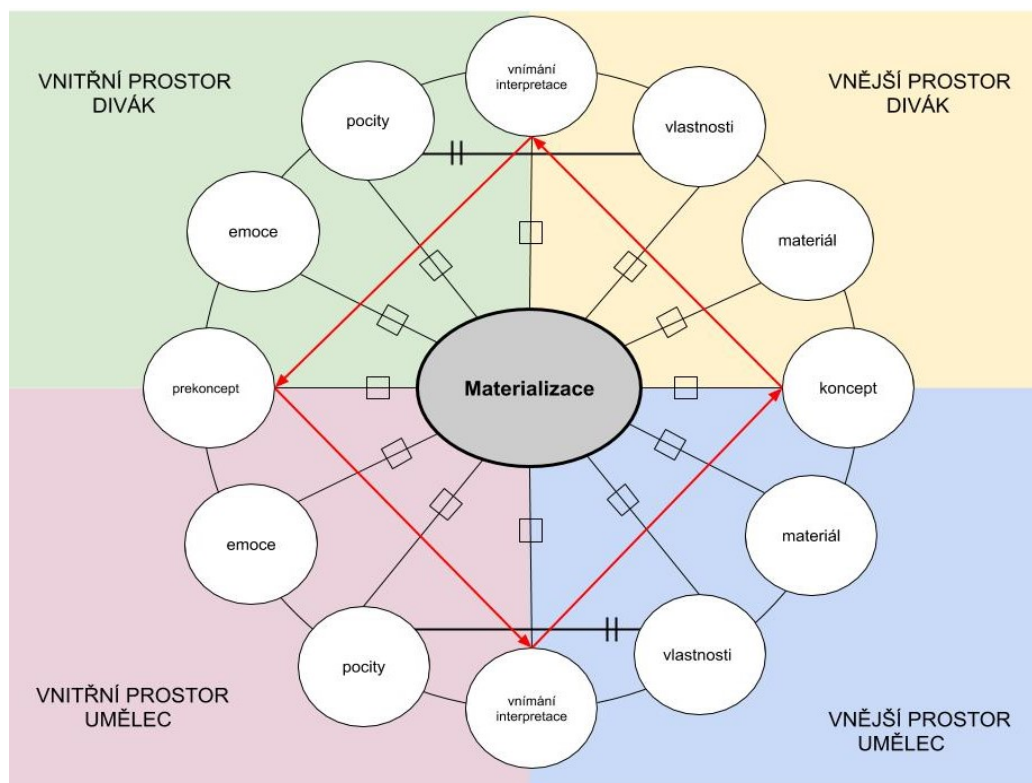 VNITŘNÍ PROSTOR
DIVÁK
vnímání
interpretace
VNĚJŠÍ PROSTOR
DIVÁK
pocity
vlastnosti
emoce
materiál
prekoncept
Materializace
koncept
emoce
materiál
pocity
vlastnosti
vnímání
interpretace
VNITŘNÍ PROSTOR
UMĚLEC
VNĚJŠÍ PROSTOR
UMĚLEC